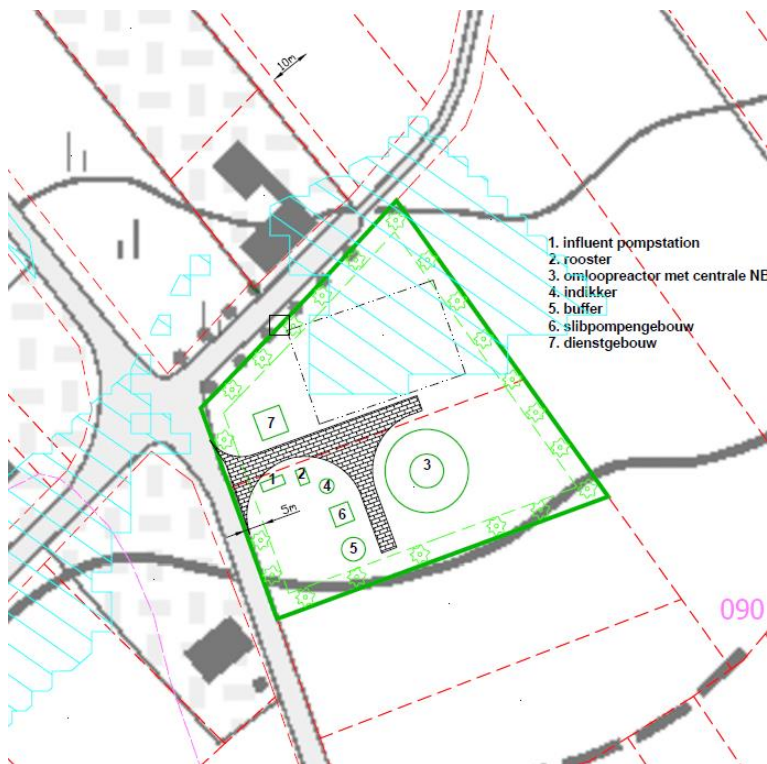 10m
1. influent pompstation
2. rooster
3. omloopreactor met centrale NB
4. indikker
5. buffer
6. slibpompengebouw
7. dienstgebouw
7
3
1
2
4
5m
6
5
090